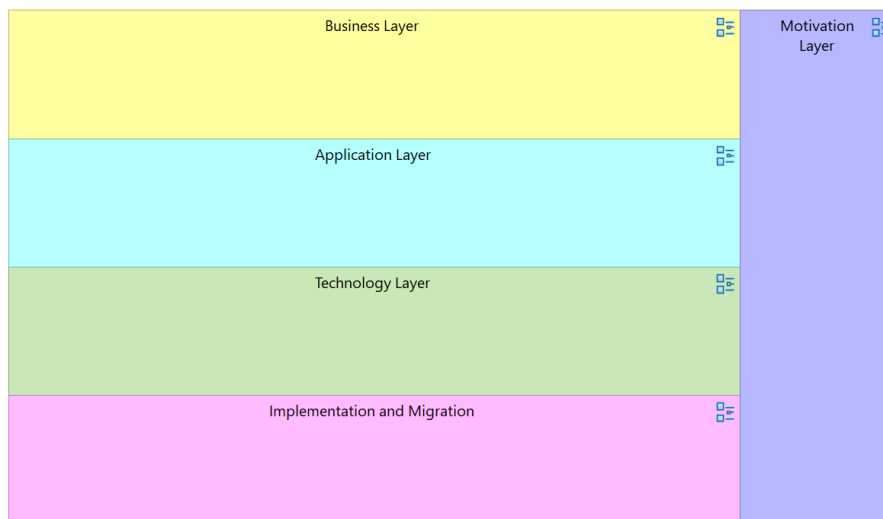 Business Layer
Motivation
Layer
Application Layer
Technology Layer
Implementation and Migration